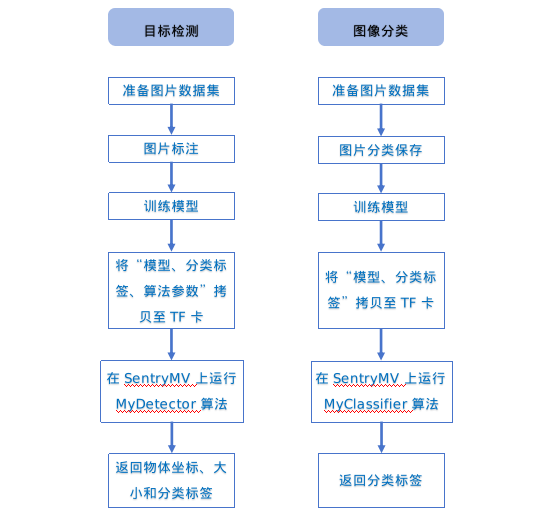 目标检测
准备图片数据集
图片标注
训练模型
将“模型、分类标
签、算法参数”拷
贝至 TF 卡
在 SentryMV 上运行
MyDetector 算法
返回物体坐标、大
小和分类标签
图像分类
准备图片数据集
图片分类保存
训练模型
将“模型、分类标
签”拷贝至 TF 卡
在 SentryMV 上运行
MyClassifier 算法
返回分类标签